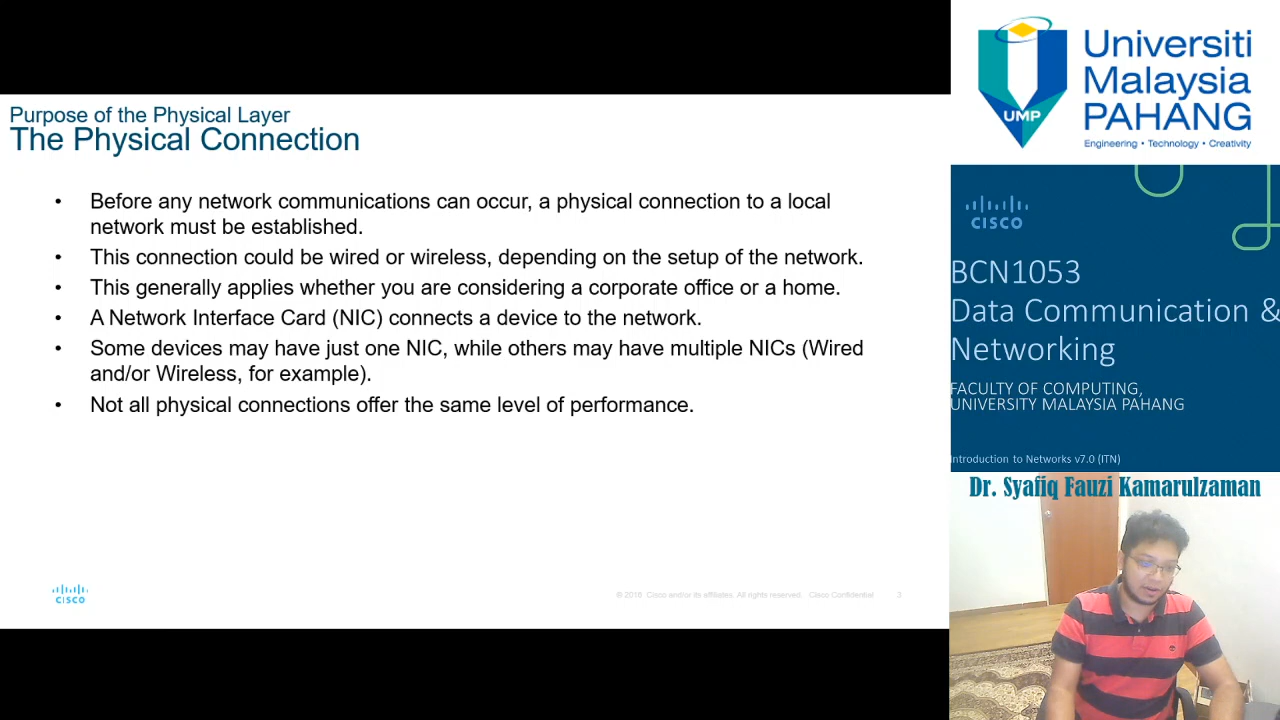 Purpose of the Physical Layer
The Physical Connection
• Before any network communications can occur, a physical connection to a local
network must be established.
• This connection could be wired or wireless, depending on the setup of the network.
• This generally applies whether you are considering a corporate office or a home.
• A Network Interface Card (NIC) connects a device to the network.
• Some devices may have just one NIC, while others may have multiple NICs (Wired
and/or Wireless, for example).
• Not all physical connections offer the same level of performance.
CISCO
© 2016 Cisco and/or its affiliates. All rights reserved. Cisco Confidential
3
UMP
Universiti
Malaysia
PAHANG
Engineering • Technology • Creativity
CISCO
BCN1053
Data Communication &
Networking
FACULTY OF COMPUTING,
UNIVERSITY MALAYSIA PAHANG
Introduction to Networks v7.0 (ITN)
Dr. Syafiq Fauzi Kamarulzaman